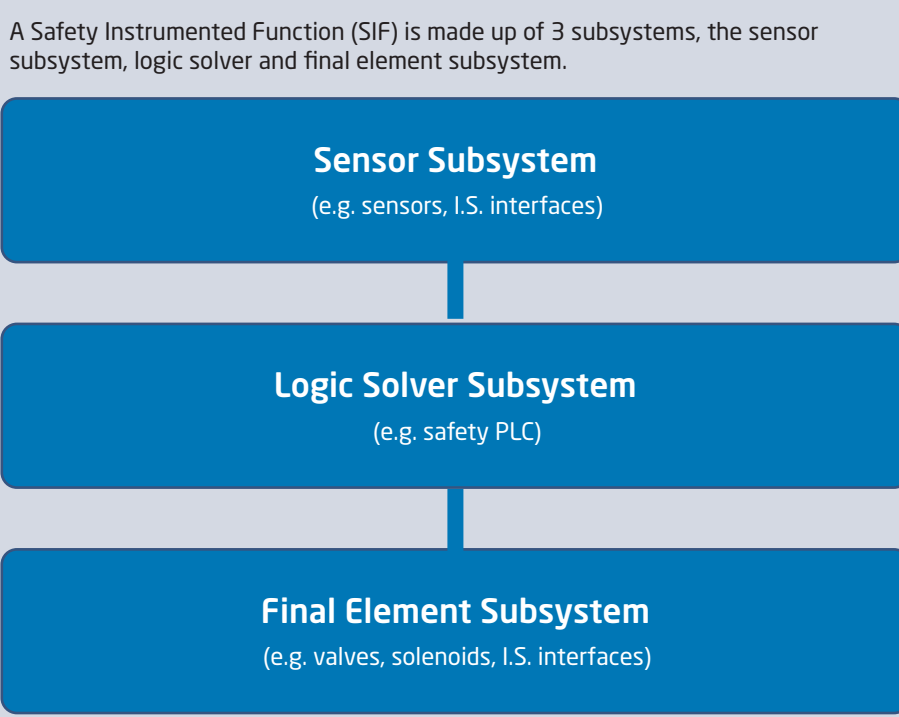 A Safety Instrumented Function (SIF) is made up of 3 subsystems, the sensor
subsystem, logic solver and final element subsystem.
Sensor Subsystem
(e.g. sensors, I.S. interfaces)
Logic Solver Subsystem
(e.g. safety PLC)
Final Element Subsystem
(e.g. valves, solenoids, I.S. interfaces)